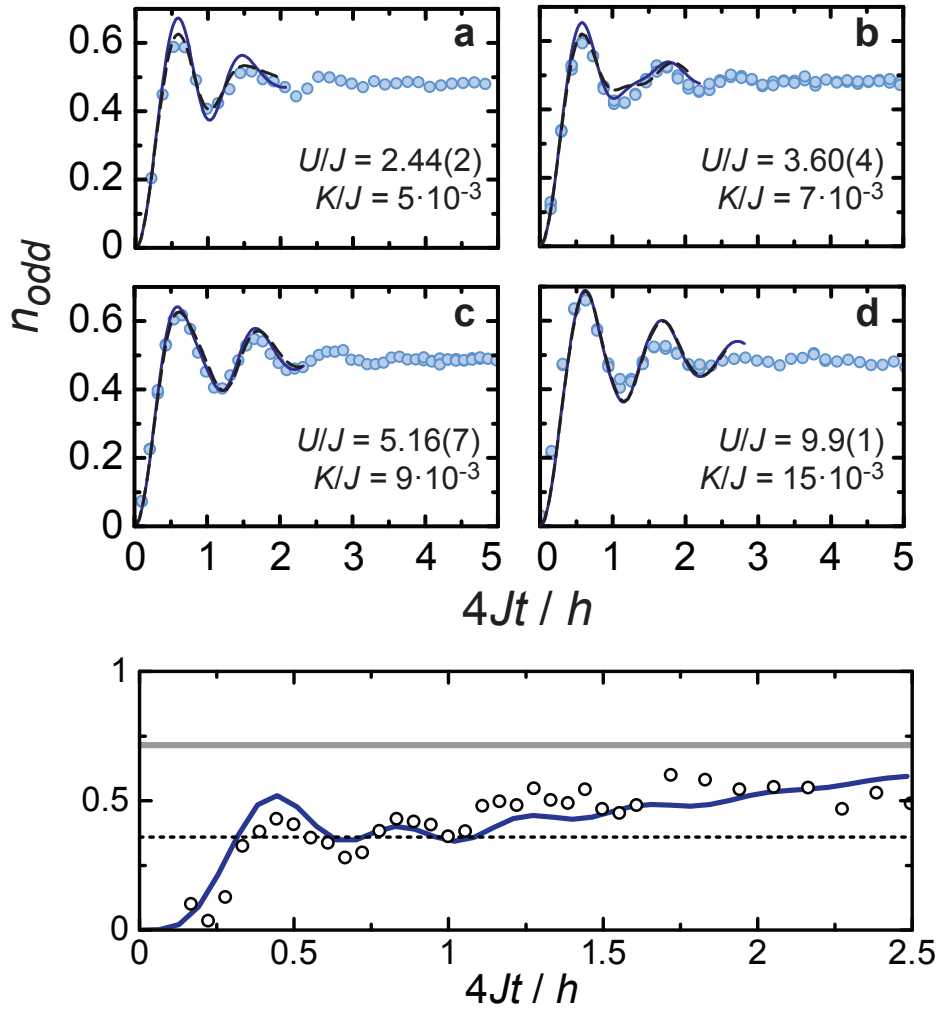 a
0.6
0.4
0.2
0
U/J = 2.44(2)
K/J = 5·10-3
b
U/J = 3.60(4)
K/J = 7·10-3
nodd
c
0.6
0.4
0.2
0
U/J = 5.16(7)
K/J = 9·10-3
d
U/J = 9.9(1)
K/J = 15·10-3
0 1 2 3 4 5
0 1 2 3 4 5
4Jt / h
1
0.5
0
0 0.5 1 1.5 2 2.5
4Jt / h